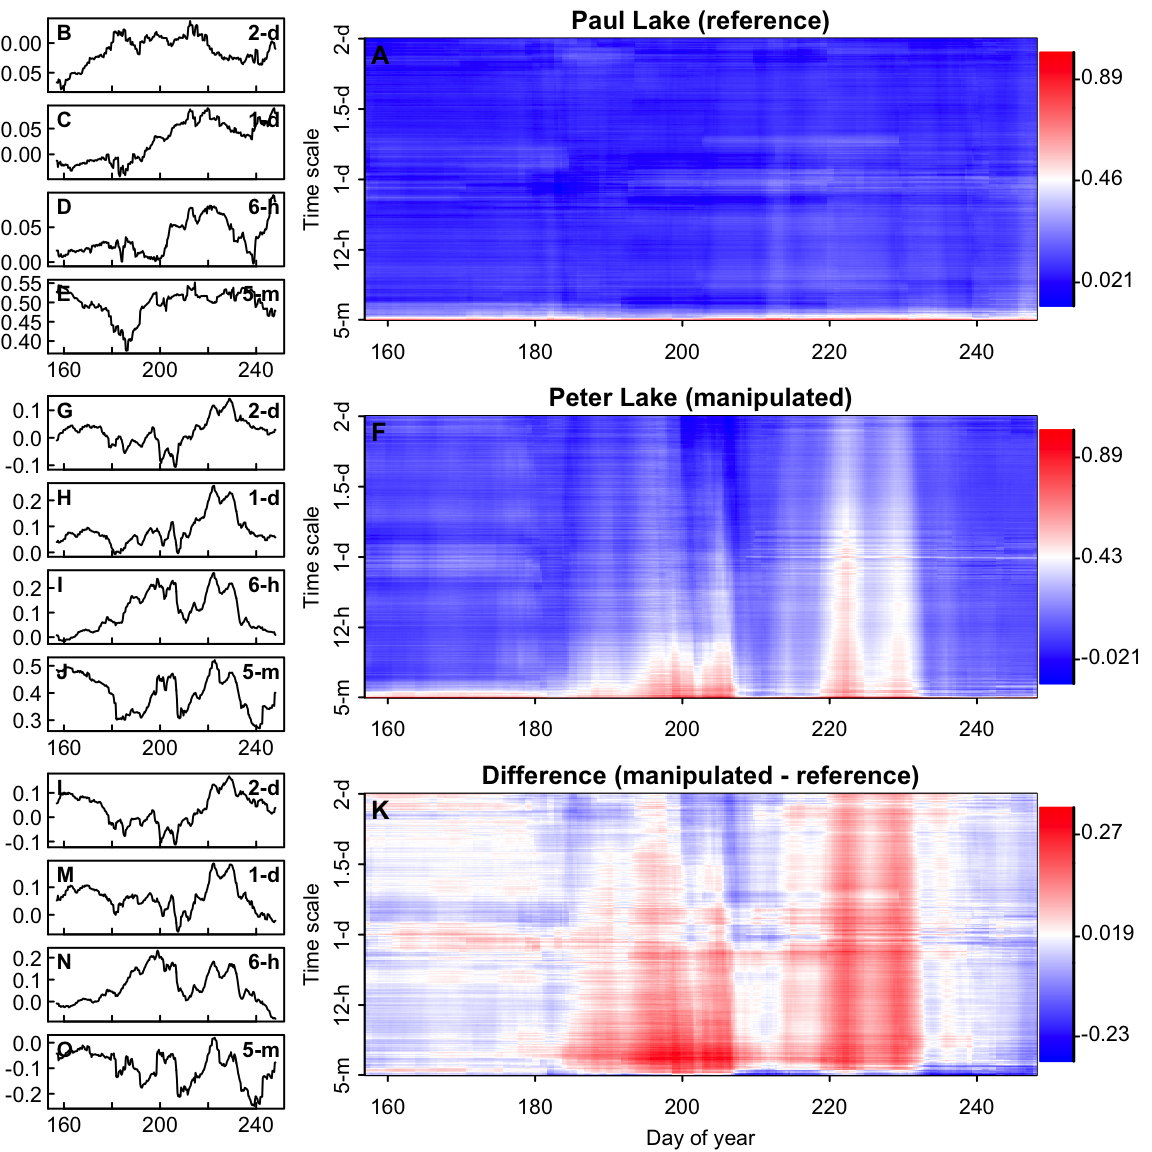 Paul Lake (reference)
B 2-d
0.00
0.05
C 1-d
0.05
0.00
D 6-h
0.05
0.00
E 5-m
0.55
0.50
0.45
0.40
160 200 240
A
Time scale
2-d
1.5-d
1-d
12-h
5-m
160 180 200 220 240
0.89
0.46
0.021
Peter Lake (manipulated)
G 2-d
0.1
0.0
-0.1
H 1-d
0.2
0.1
0.0
I 6-h
0.2
0.1
0.0
J 5-m
0.5
0.4
0.3
160 200 240
F
Time scale
2-d
1.5-d
1-d
12-h
5-m
160 180 200 220 240
0.89
0.43
-0.021
Difference (manipulated - reference)
L 2-d
0.1
0.0
-0.1
M 1-d
0.1
0.0
N 6-h
0.2
0.1
0.0
O 5-m
0.0
-0.1
-0.2
160 200 240
K
Time scale
2-d
1.5-d
1-d
12-h
5-m
160 180 200 220 240
Day of year
0.27
0.019
-0.23